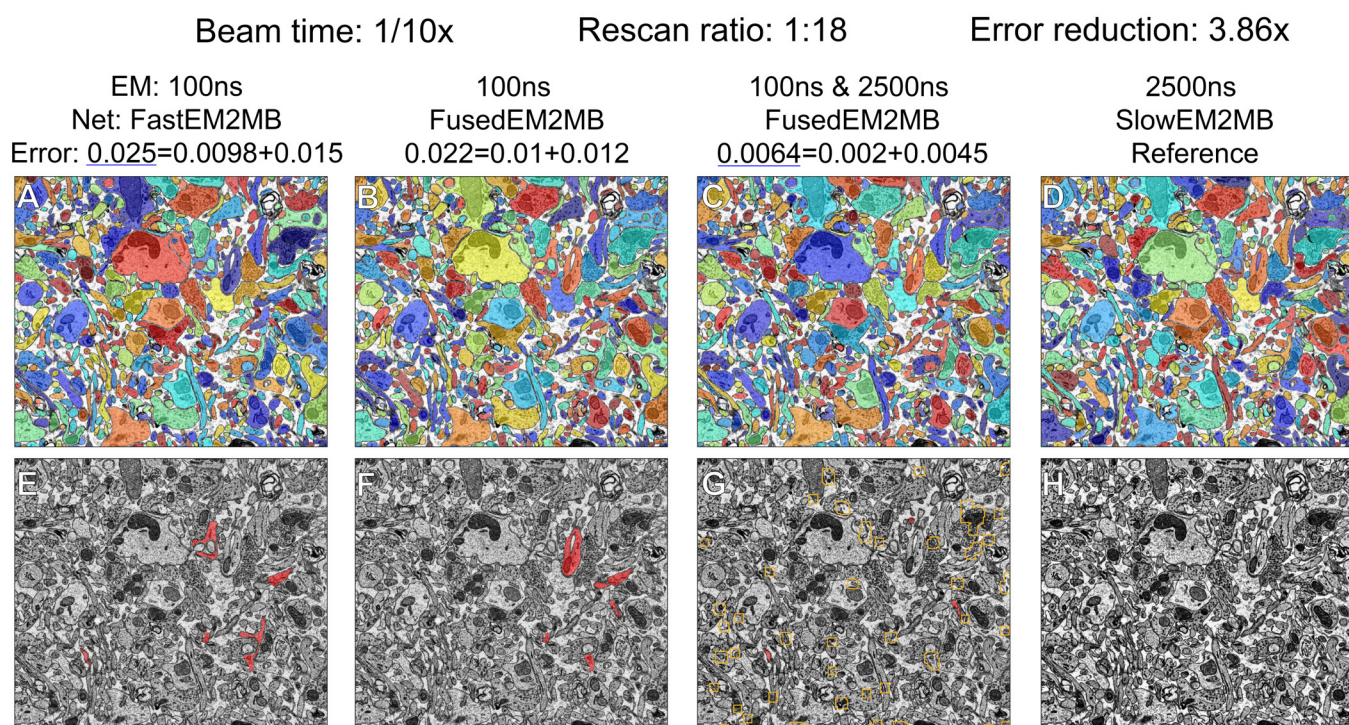 Beam time: 1/10x Rescan ratio: 1:18 Error reduction: 3.86x
EM: 100ns 100ns 100ns & 2500ns 2500ns
Net: FastEM2MB FusedEM2MB FusedEM2MB SlowEM2MB
Error: 0.025=0.0098+0.015 0.022=0.01+0.012 0.0064=0.002+0.0045 Reference
A B C D
E F G H